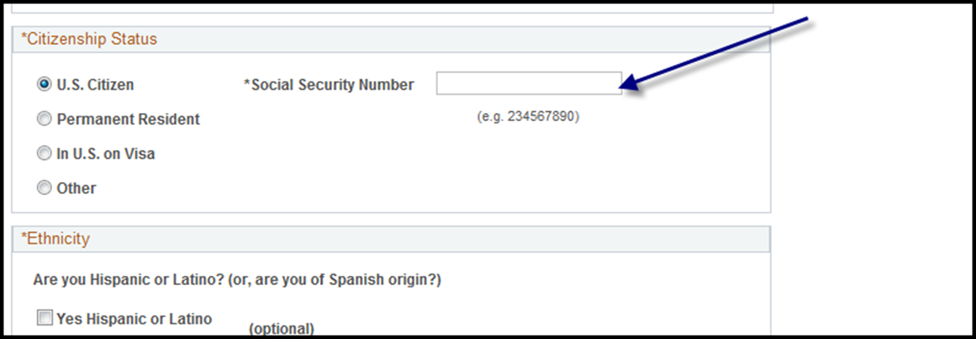 *Citizenship Status
U.S. Citizen *Social Security Number
(e.g. 234567890)
Permanent Resident
In U.S. on Visa
Other
*Ethnicity
Are you Hispanic or Latino? (or, are you of Spanish origin?)
Yes Hispanic or Latino (optional)